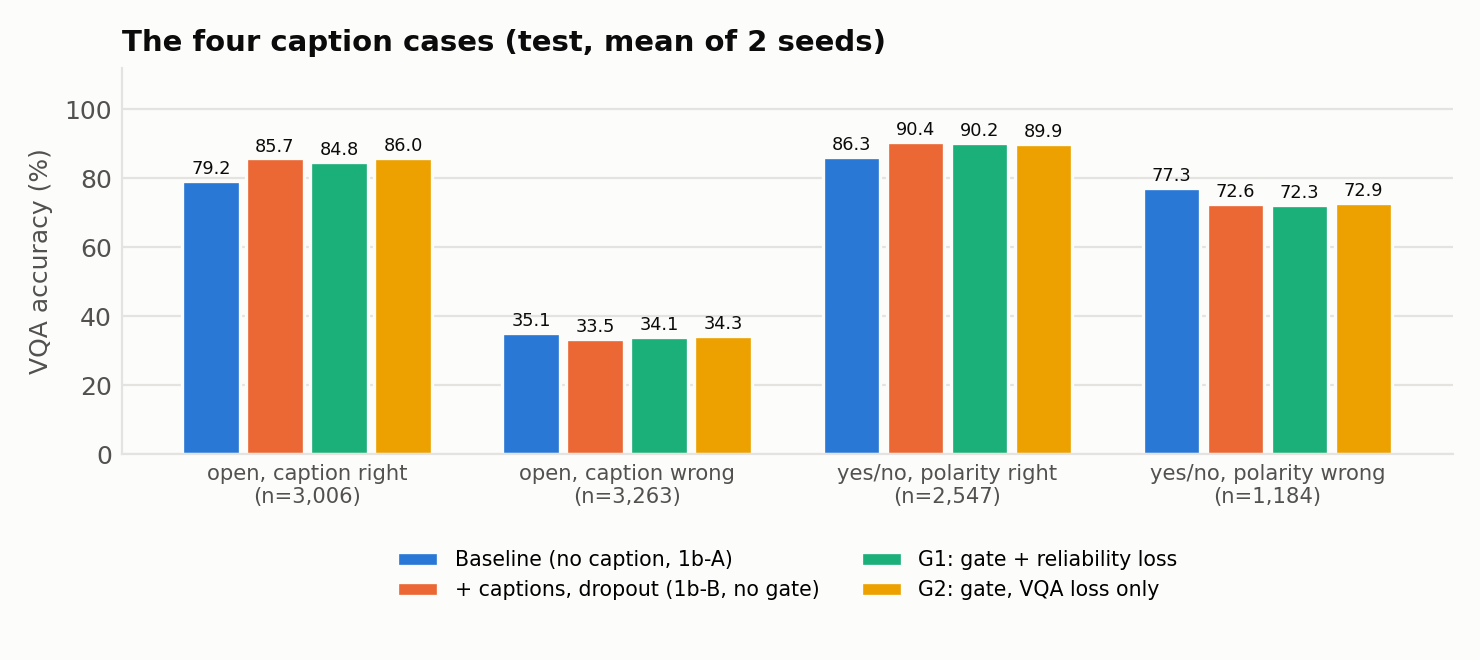 The four caption cases (test, mean of 2 seeds)
VQA accuracy (%)
100
80
60
40
20
0
79.2 85.7 84.8 86.0
35.1 33.5 34.1 34.3
86.3 90.4 90.2 89.9
77.3 72.6 72.3 72.9
open, caption right
(n=3,006)
open, caption wrong
(n=3,263)
yes/no, polarity right
(n=2,547)
yes/no, polarity wrong
(n=1,184)
Baseline (no caption, 1b-A)
+ captions, dropout (1b-B, no gate)
G1: gate + reliability loss
G2: gate, VQA loss only